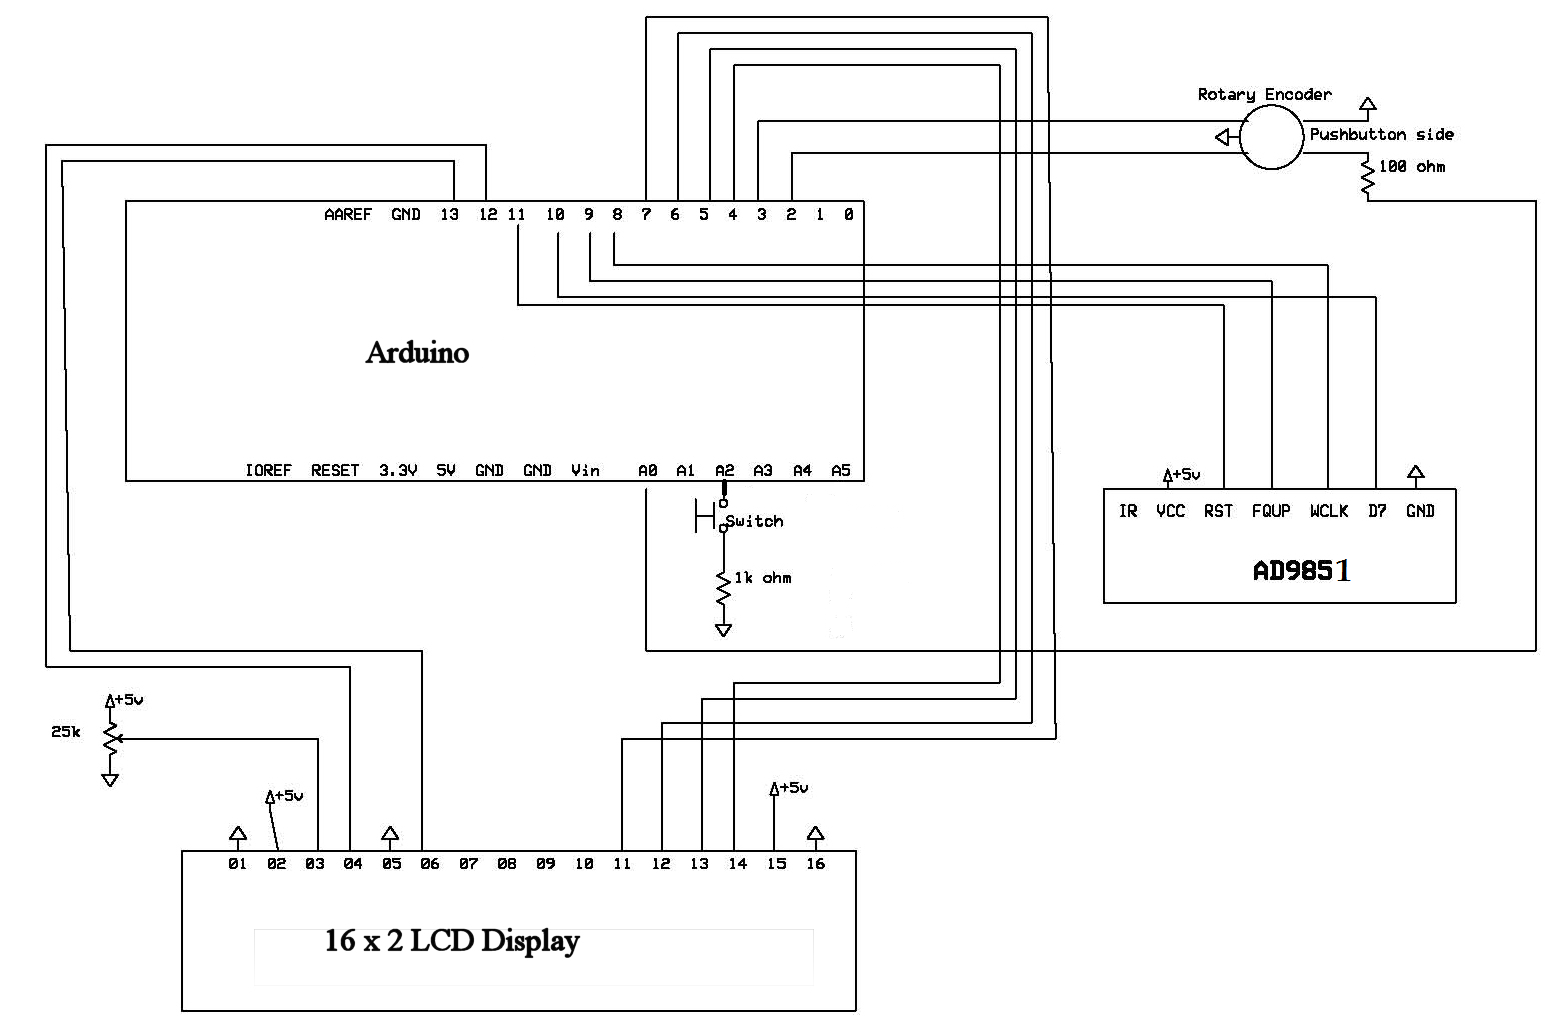 Rotary Encoder
Pushbutton side
100 ohm
AAREF GND 13 12 11 10 9 8 7 6 5 4 3 2 1 0
Arduino
IOREF RESET 3.3V 5V GND GND Vin A0 A1 A2 A3 A4 A5
Switch
1k ohm
+5v
IR VCC RST FQUP WCLK D7 GND
AD9851
+5v
25k
+5v
+5v
01 02 03 04 05 06 07 08 09 10 11 12 13 14 15 16
16 x 2 LCD Display